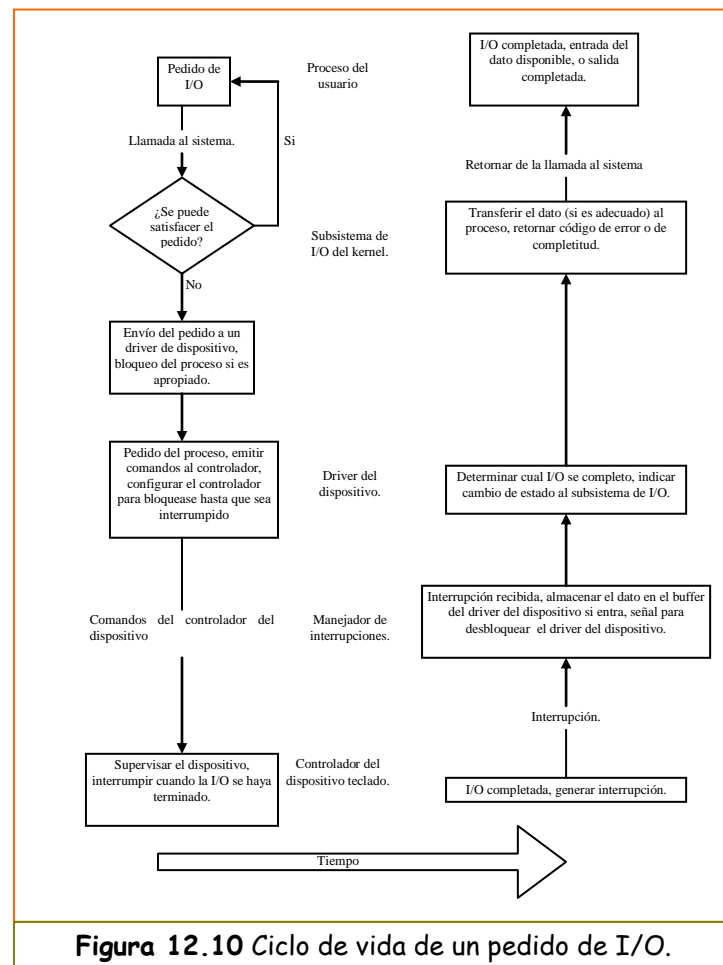 Pedido de
I/O
Proceso del
usuario
I/O completada, entrada del
dato disponible, o salida
completada.
Llamada al sistema.
Si
Retornar de la llamada al sistema
¿Se puede
satisfacer el
pedido?
Subsistema de
I/O del kernel.
Transferir el dato (si es adecuado) al
proceso, retornar código de error o de
completitud.
No
Envío del pedido a un
driver de dispositivo,
bloqueo del proceso si es
apropiado.
Pedido del proceso, emitir
comandos al controlador,
configurar el controlador
para bloquease hasta que sea
interrumpido
Driver del
dispositivo.
Determinar cual I/O se completo, indicar
cambio de estado al subsistema de I/O.
Comandos del controlador del
dispositivo
Manejador de
interrupciones.
Interrupción recibida, almacenar el dato en el buffer
del driver del dispositivo si entra, señal para
desbloquear el driver del dispositivo.
Interrupción.
Supervisar el dispositivo,
interrumpir cuando la I/O se haya
terminado.
Controlador del
dispositivo teclado.
I/O completada, generar interrupción.
Tiempo
Figura 12.10 Ciclo de vida de un pedido de I/O.